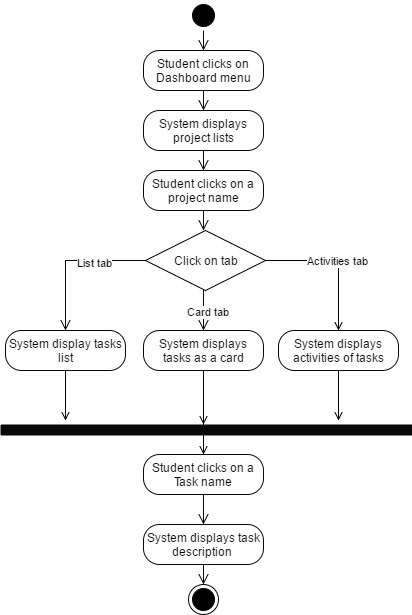 Student clicks on
Dashboard menu
System displays
project lists
Student clicks on a
project name
Click on tab
List tab
Activities tab
Card tab
System display tasks
list
System displays
tasks as a card
System displays
activities of tasks
Student clicks on a
Task name
System displays task
description